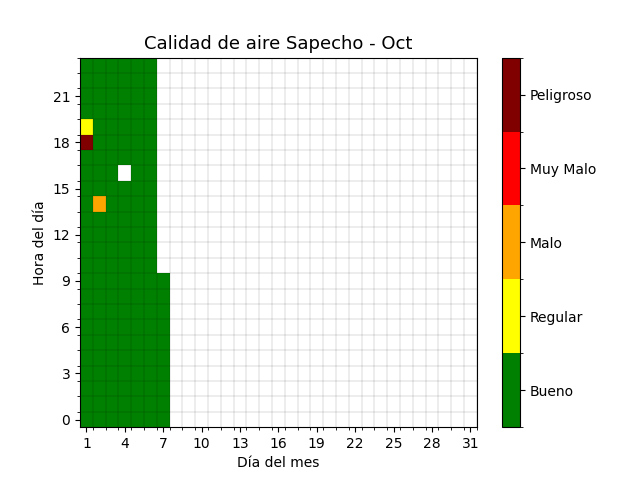 Calidad de aire Sapecho - Oct
Hora del día
21
18
15
12
9
6
3
0
1 4 7 10 13 16 19 22 25 28 31
Día del mes
Peligroso
Muy Malo
Malo
Regular
Bueno